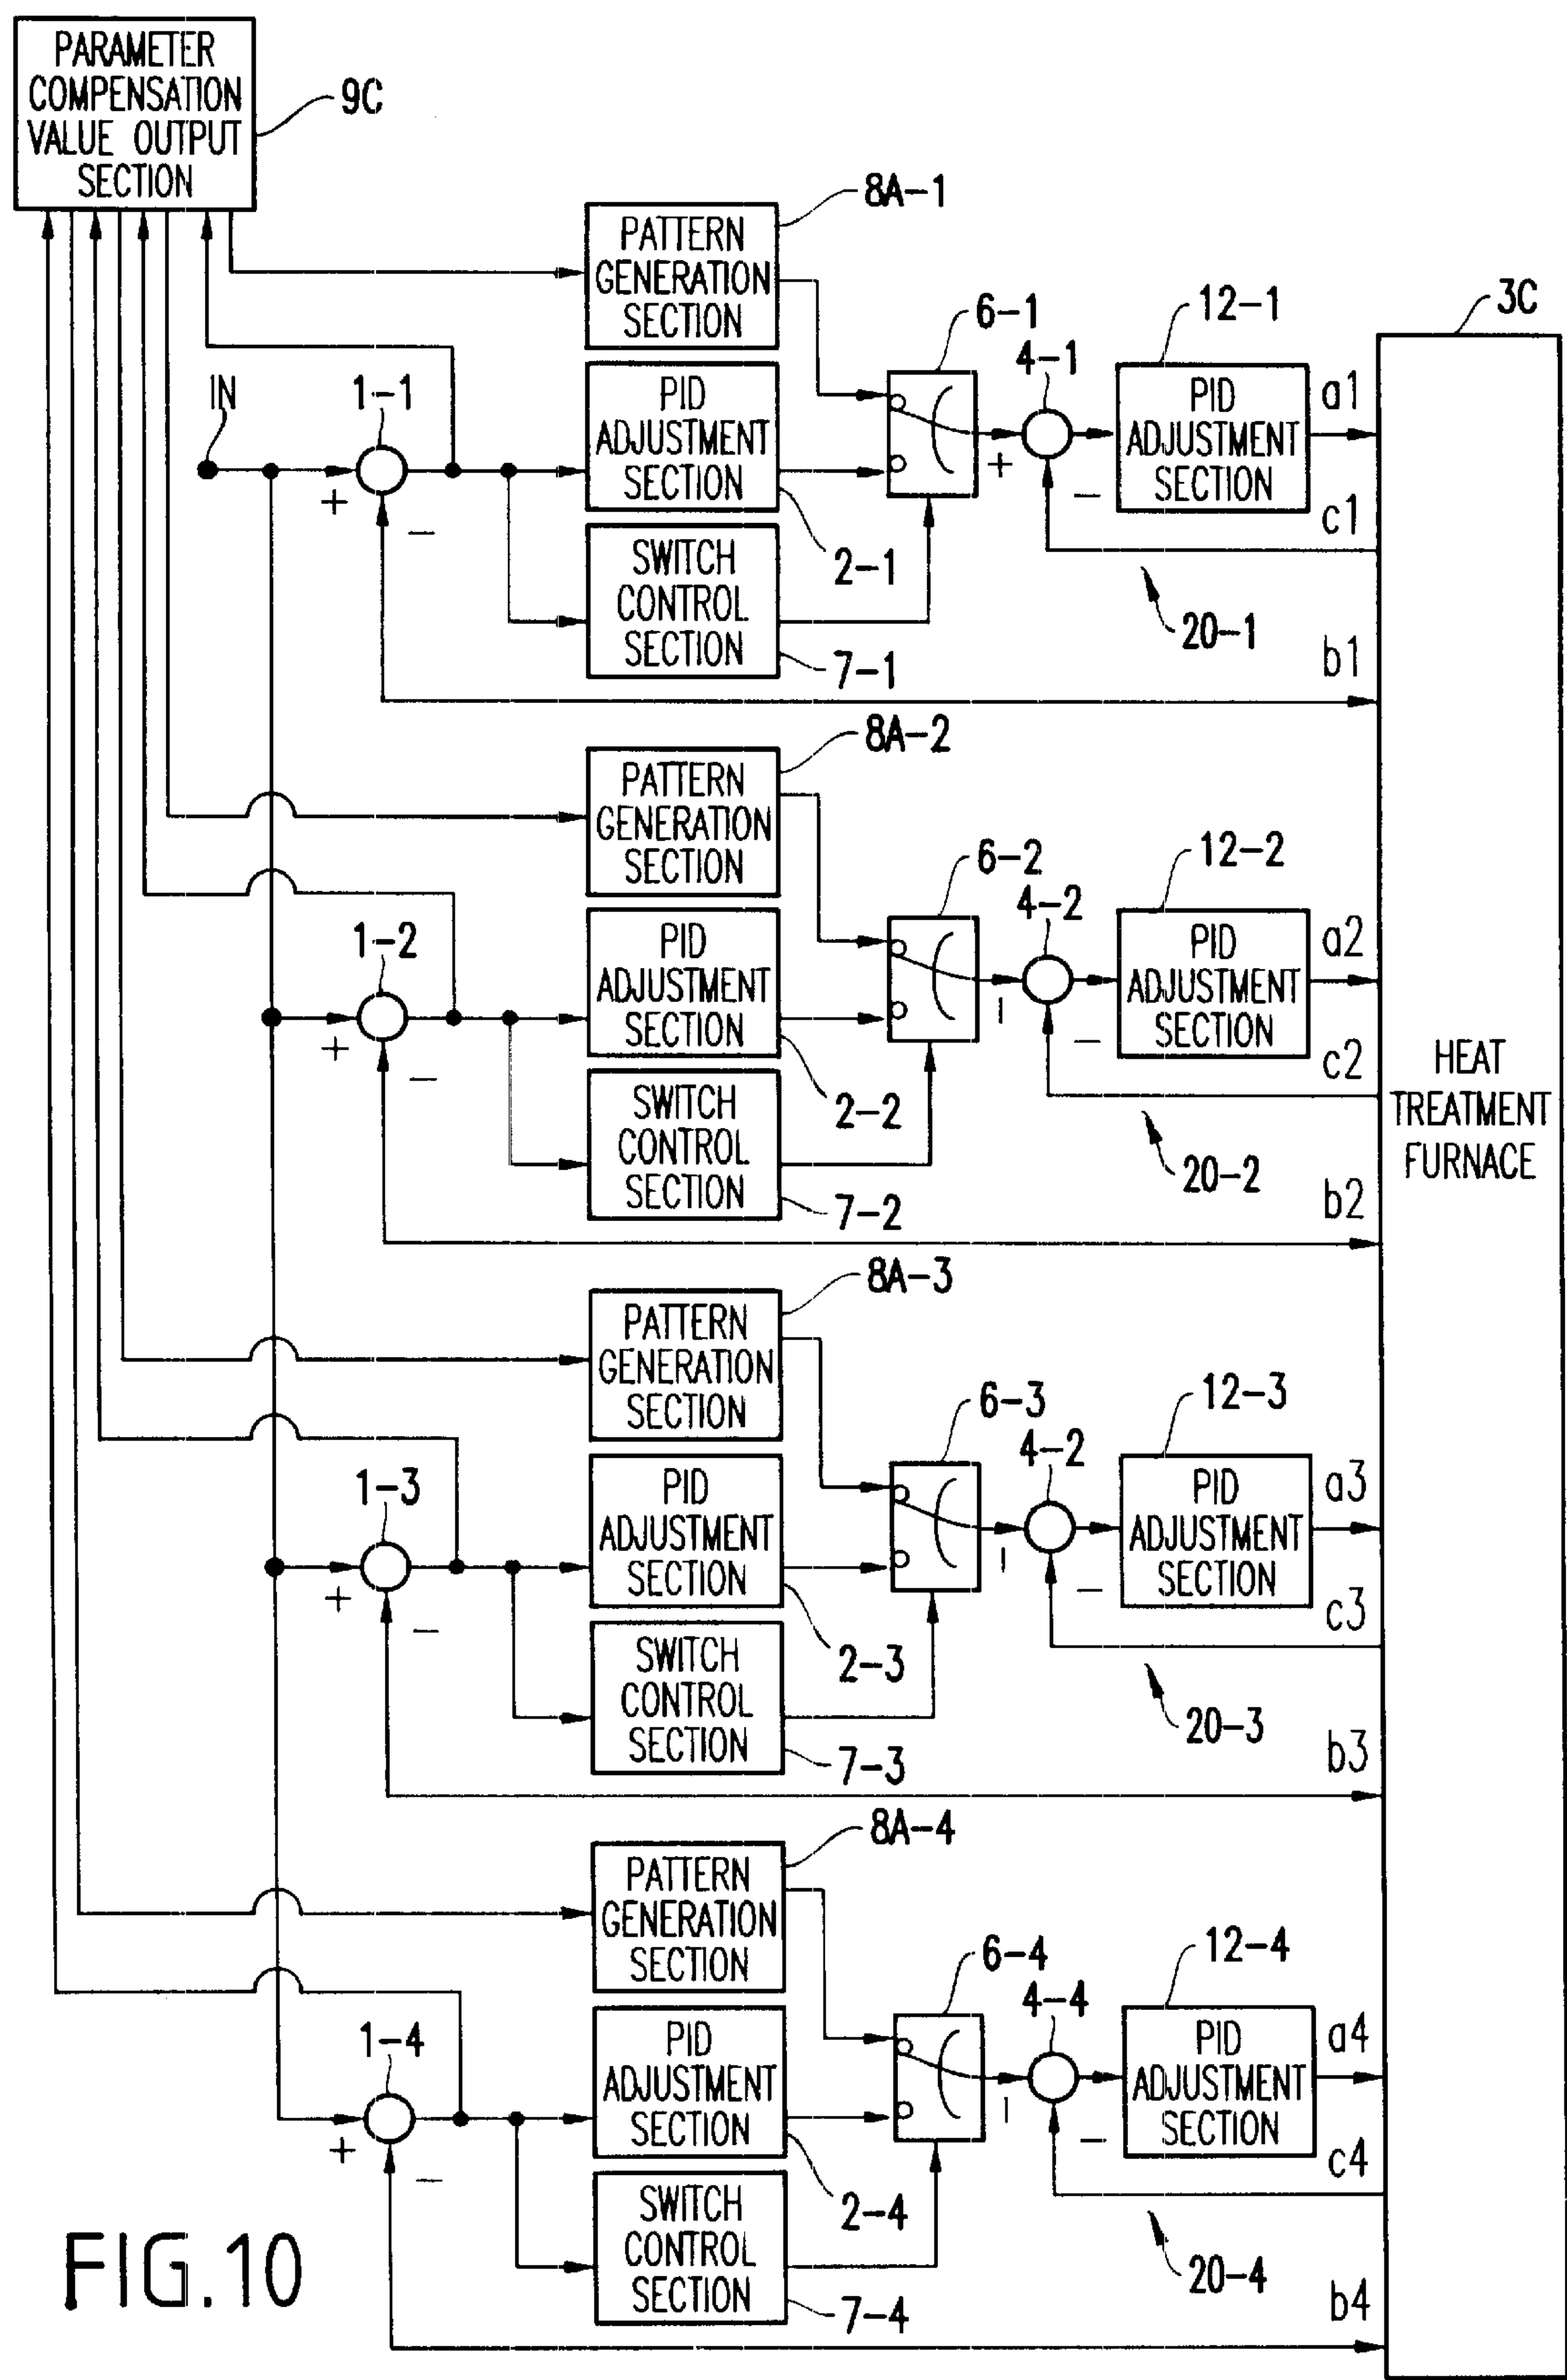 PARAMETER
COMPENSATION
VALUE OUTPUT
SECTION
9C
8A-1
PATTERN
GENERATION
SECTION
6-1
4-1
12-1
3C
IN
1-1
PID
ADJUSTMENT
SECTION
2-1
+
−
+
−
PID
ADJUSTMENT
SECTION
a1
c1
SWITCH
CONTROL
SECTION
7-1
20-1
b1
8A-2
PATTERN
GENERATION
SECTION
6-2
4-2
12-2
1-2
PID
ADJUSTMENT
SECTION
2-2
+
−
−
PID
ADJUSTMENT
SECTION
a2
c2
HEAT
TREATMENT
FURNACE
SWITCH
CONTROL
SECTION
7-2
20-2
b2
8A-3
PATTERN
GENERATION
SECTION
6-3
4-2
12-3
1-3
PID
ADJUSTMENT
SECTION
2-3
+
−
−
PID
ADJUSTMENT
SECTION
a3
c3
SWITCH
CONTROL
SECTION
7-3
20-3
b3
8A-4
PATTERN
GENERATION
SECTION
6-4
4-4
12-4
1-4
PID
ADJUSTMENT
SECTION
2-4
+
−
−
PID
ADJUSTMENT
SECTION
a4
c4
SWITCH
CONTROL
SECTION
7-4
20-4
b4
FIG.10